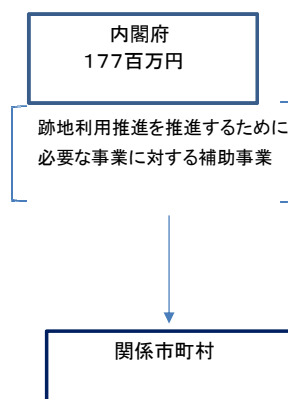 内閣府
177百万円
跡地利用推進を推進するために
必要な事業に対する補助事業
関係市町村